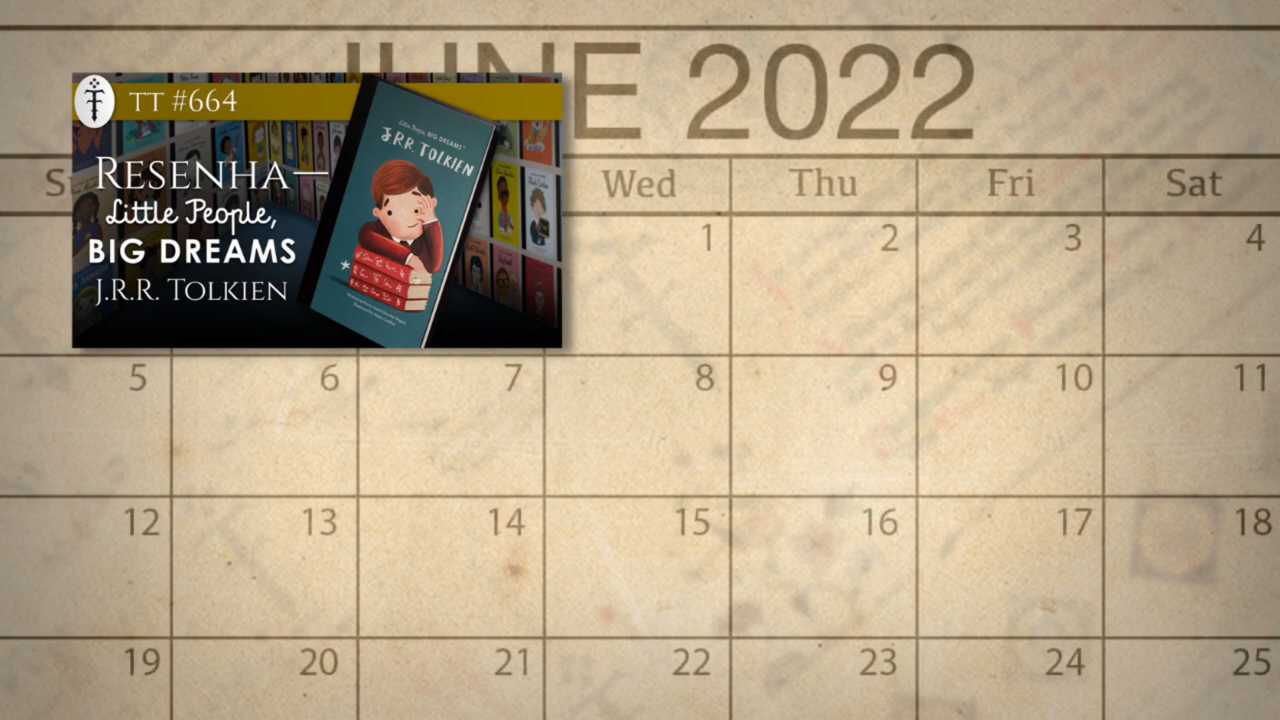 JUNE 2022
TT #664
RESENHA—
Little People,
BIG DREAMS
J.R.R. TOLKIEN
Little People, BIG DREAMS™
J.R.R. TOLKIEN
Wed Thu Fri Sat
1 2 3 4
5 6 7 8 9 10 11
12 13 14 15 16 17 18
19 20 21 22 23 24 25